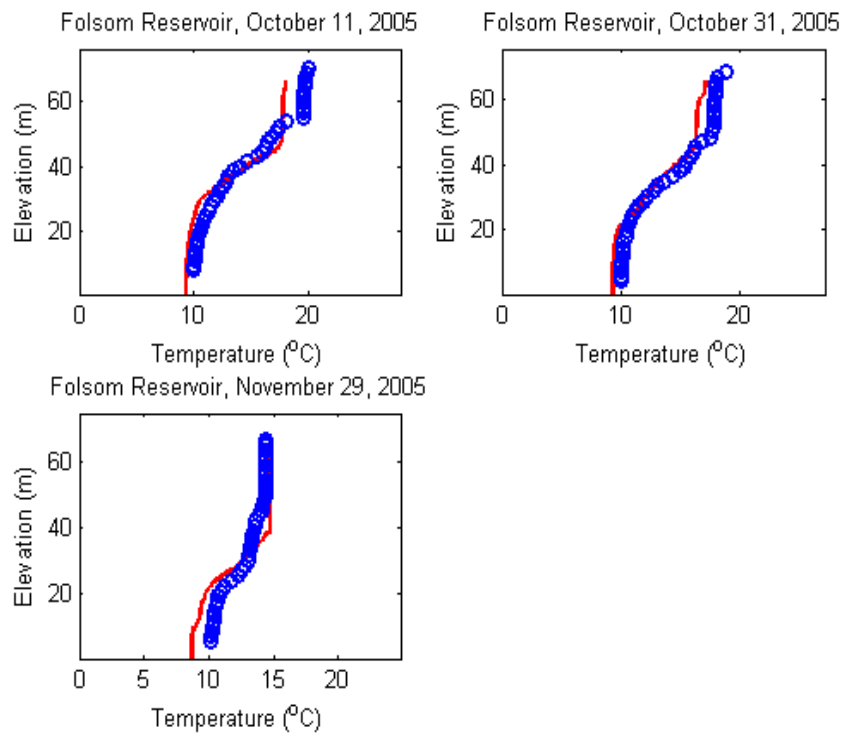 Folsom Reservoir, October 11, 2005
60
40
20
Elevation (m)
0
10
20
Temperature (°C)
Folsom Reservoir, October 31, 2005
60
40
20
Elevation (m)
0
10
20
Temperature (°C)
Folsom Reservoir, November 29, 2005
60
40
20
Elevation (m)
0
5
10
15
20
Temperature (°C)